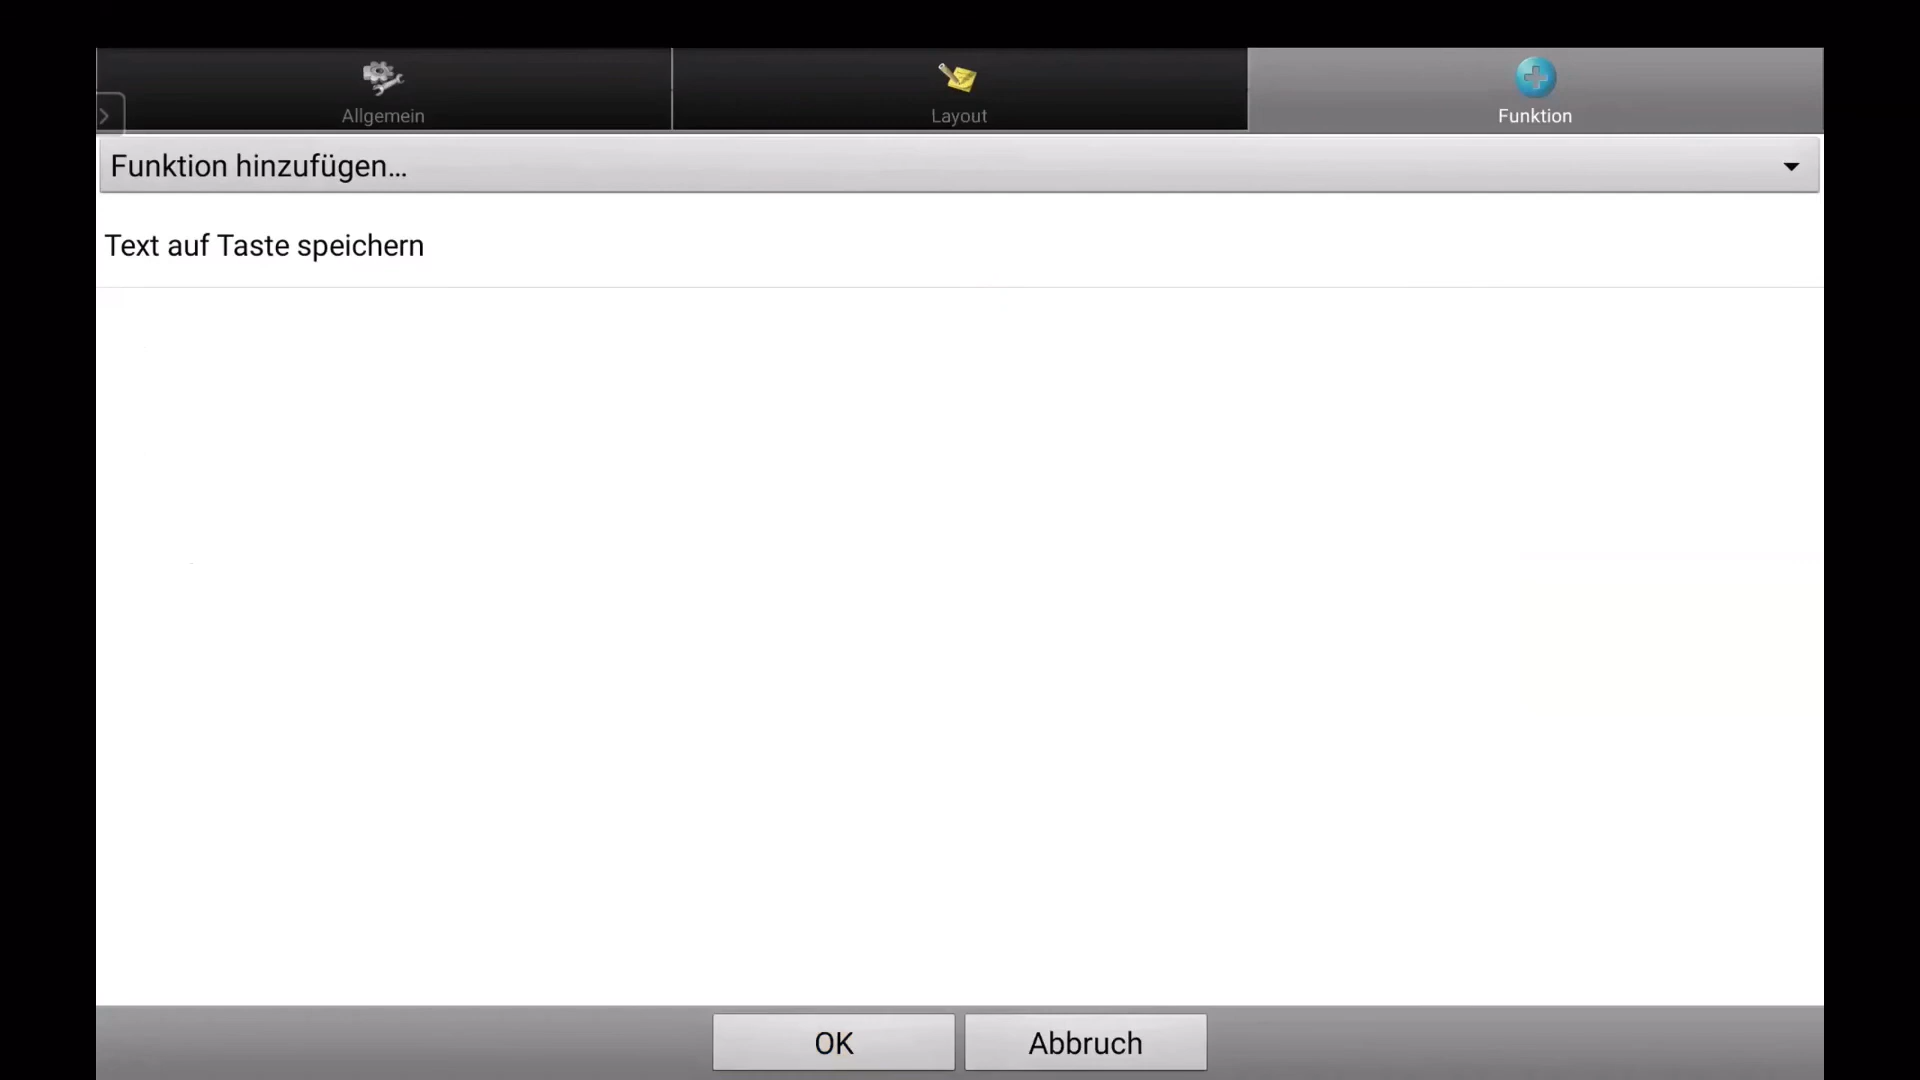 Allgemein
Layout
Funktion
Funktion hinzufügen...
Text auf Taste speichern
OK
Abbruch